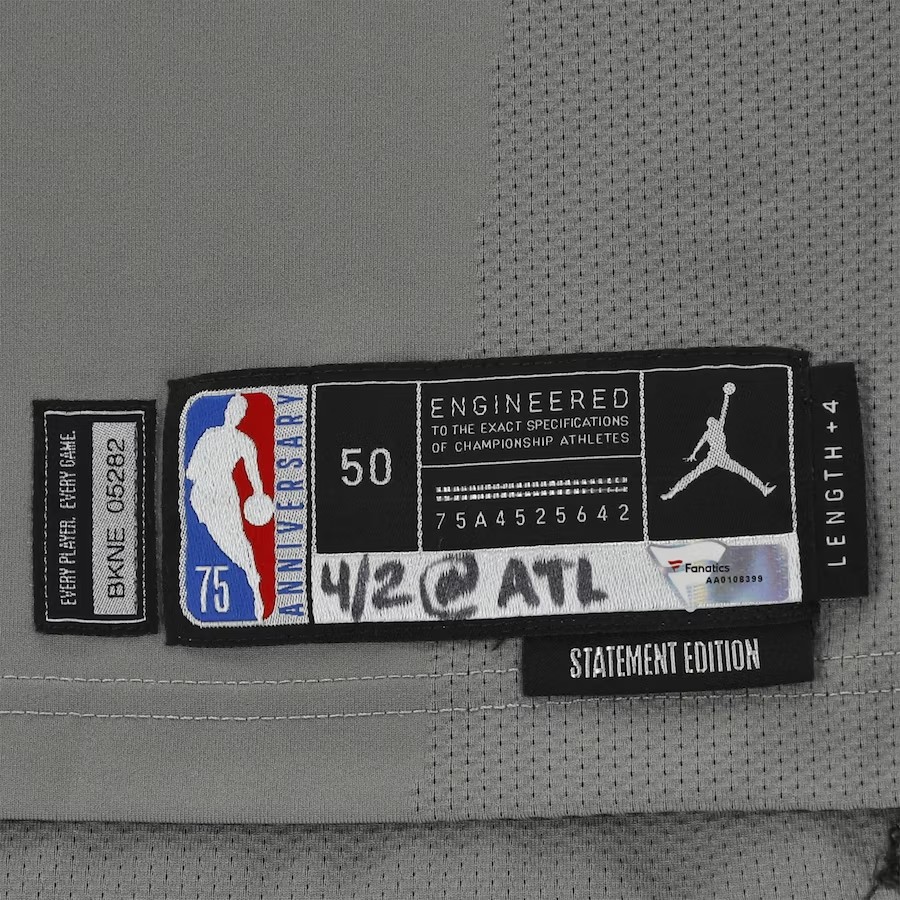 EVERY PLAYER. EVERY GAME.
BKNE 05282
75
ANNIVERSARY
50
ENGINEERED
TO THE EXACT SPECIFICATIONS
OF CHAMPIONSHIP ATHLETES
75A4525642
LENGTH +4
4/2 @ ATL
Fanatics
AA0108399
STATEMENT EDITION